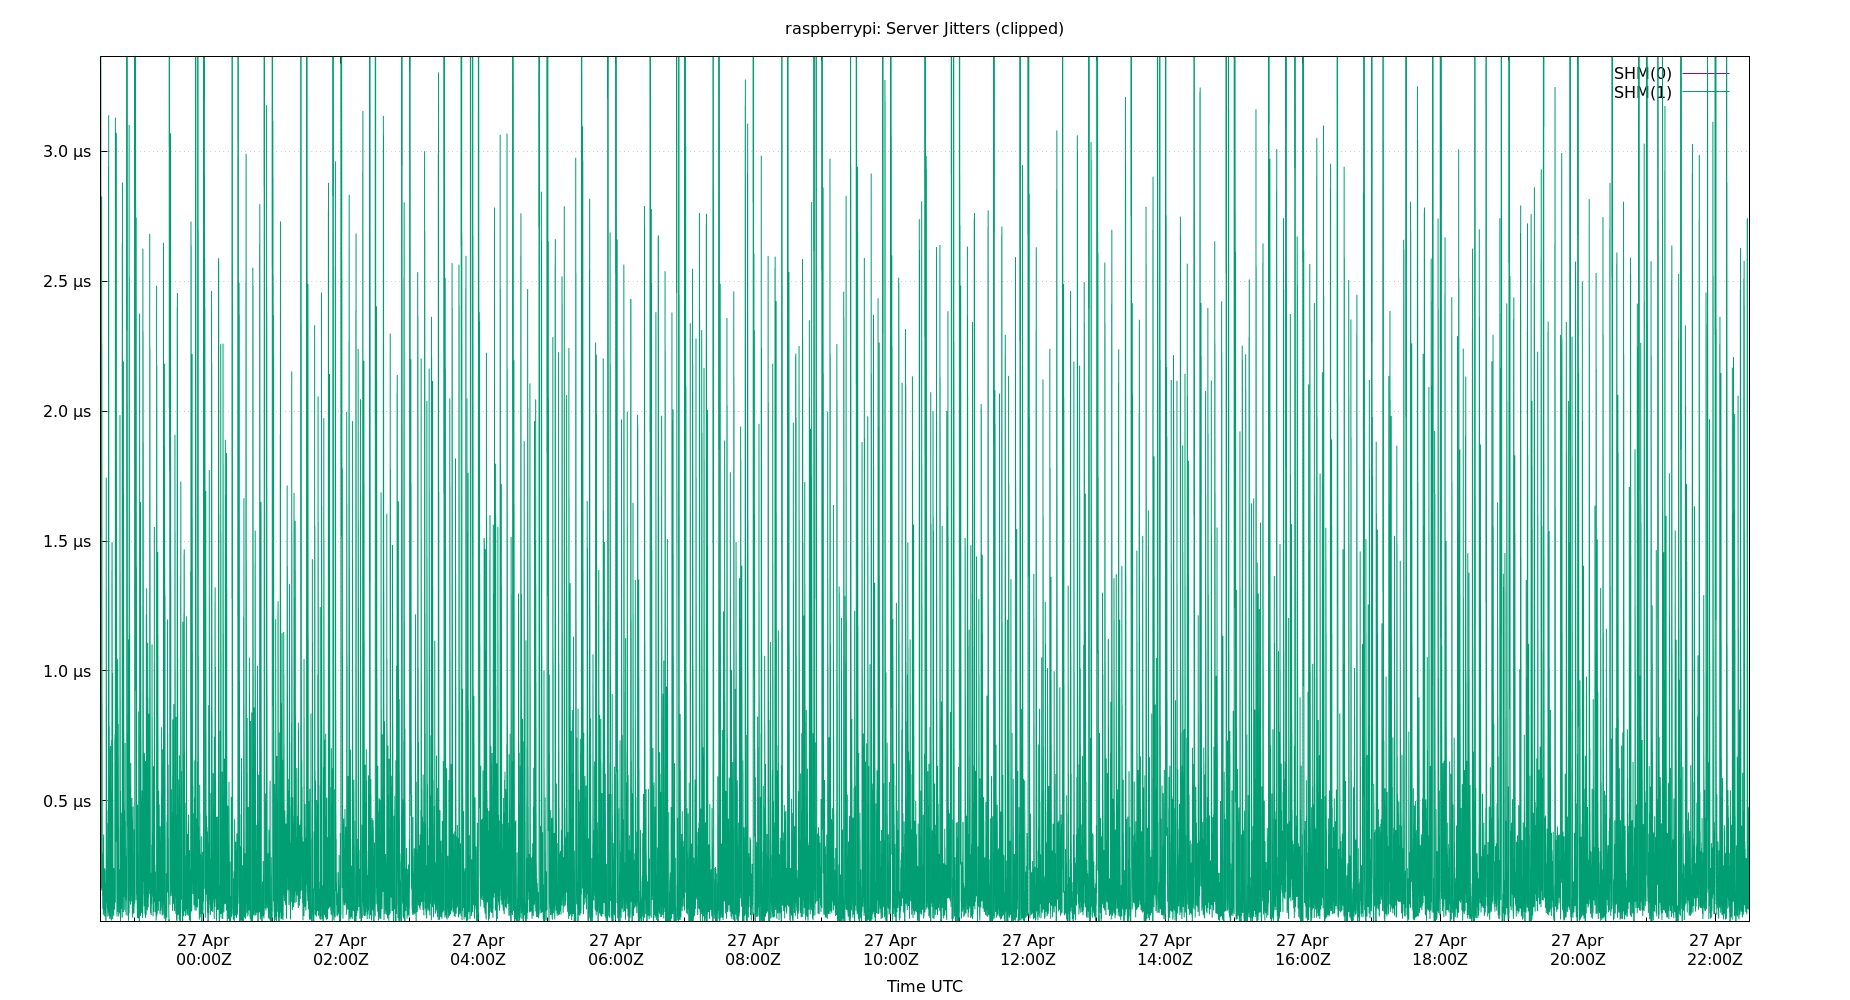 raspberrypi: Server Jitters (clipped)
SHM(0)
SHM(1)
3.0 µs
2.5 µs
2.0 µs
1.5 µs
1.0 µs
0.5 µs
27 Apr 27 Apr 27 Apr 27 Apr 27 Apr 27 Apr 27 Apr 27 Apr 27 Apr 27 Apr 27 Apr 27 Apr
00:00Z 02:00Z 04:00Z 06:00Z 08:00Z 10:00Z 12:00Z 14:00Z 16:00Z 18:00Z 20:00Z 22:00Z
Time UTC